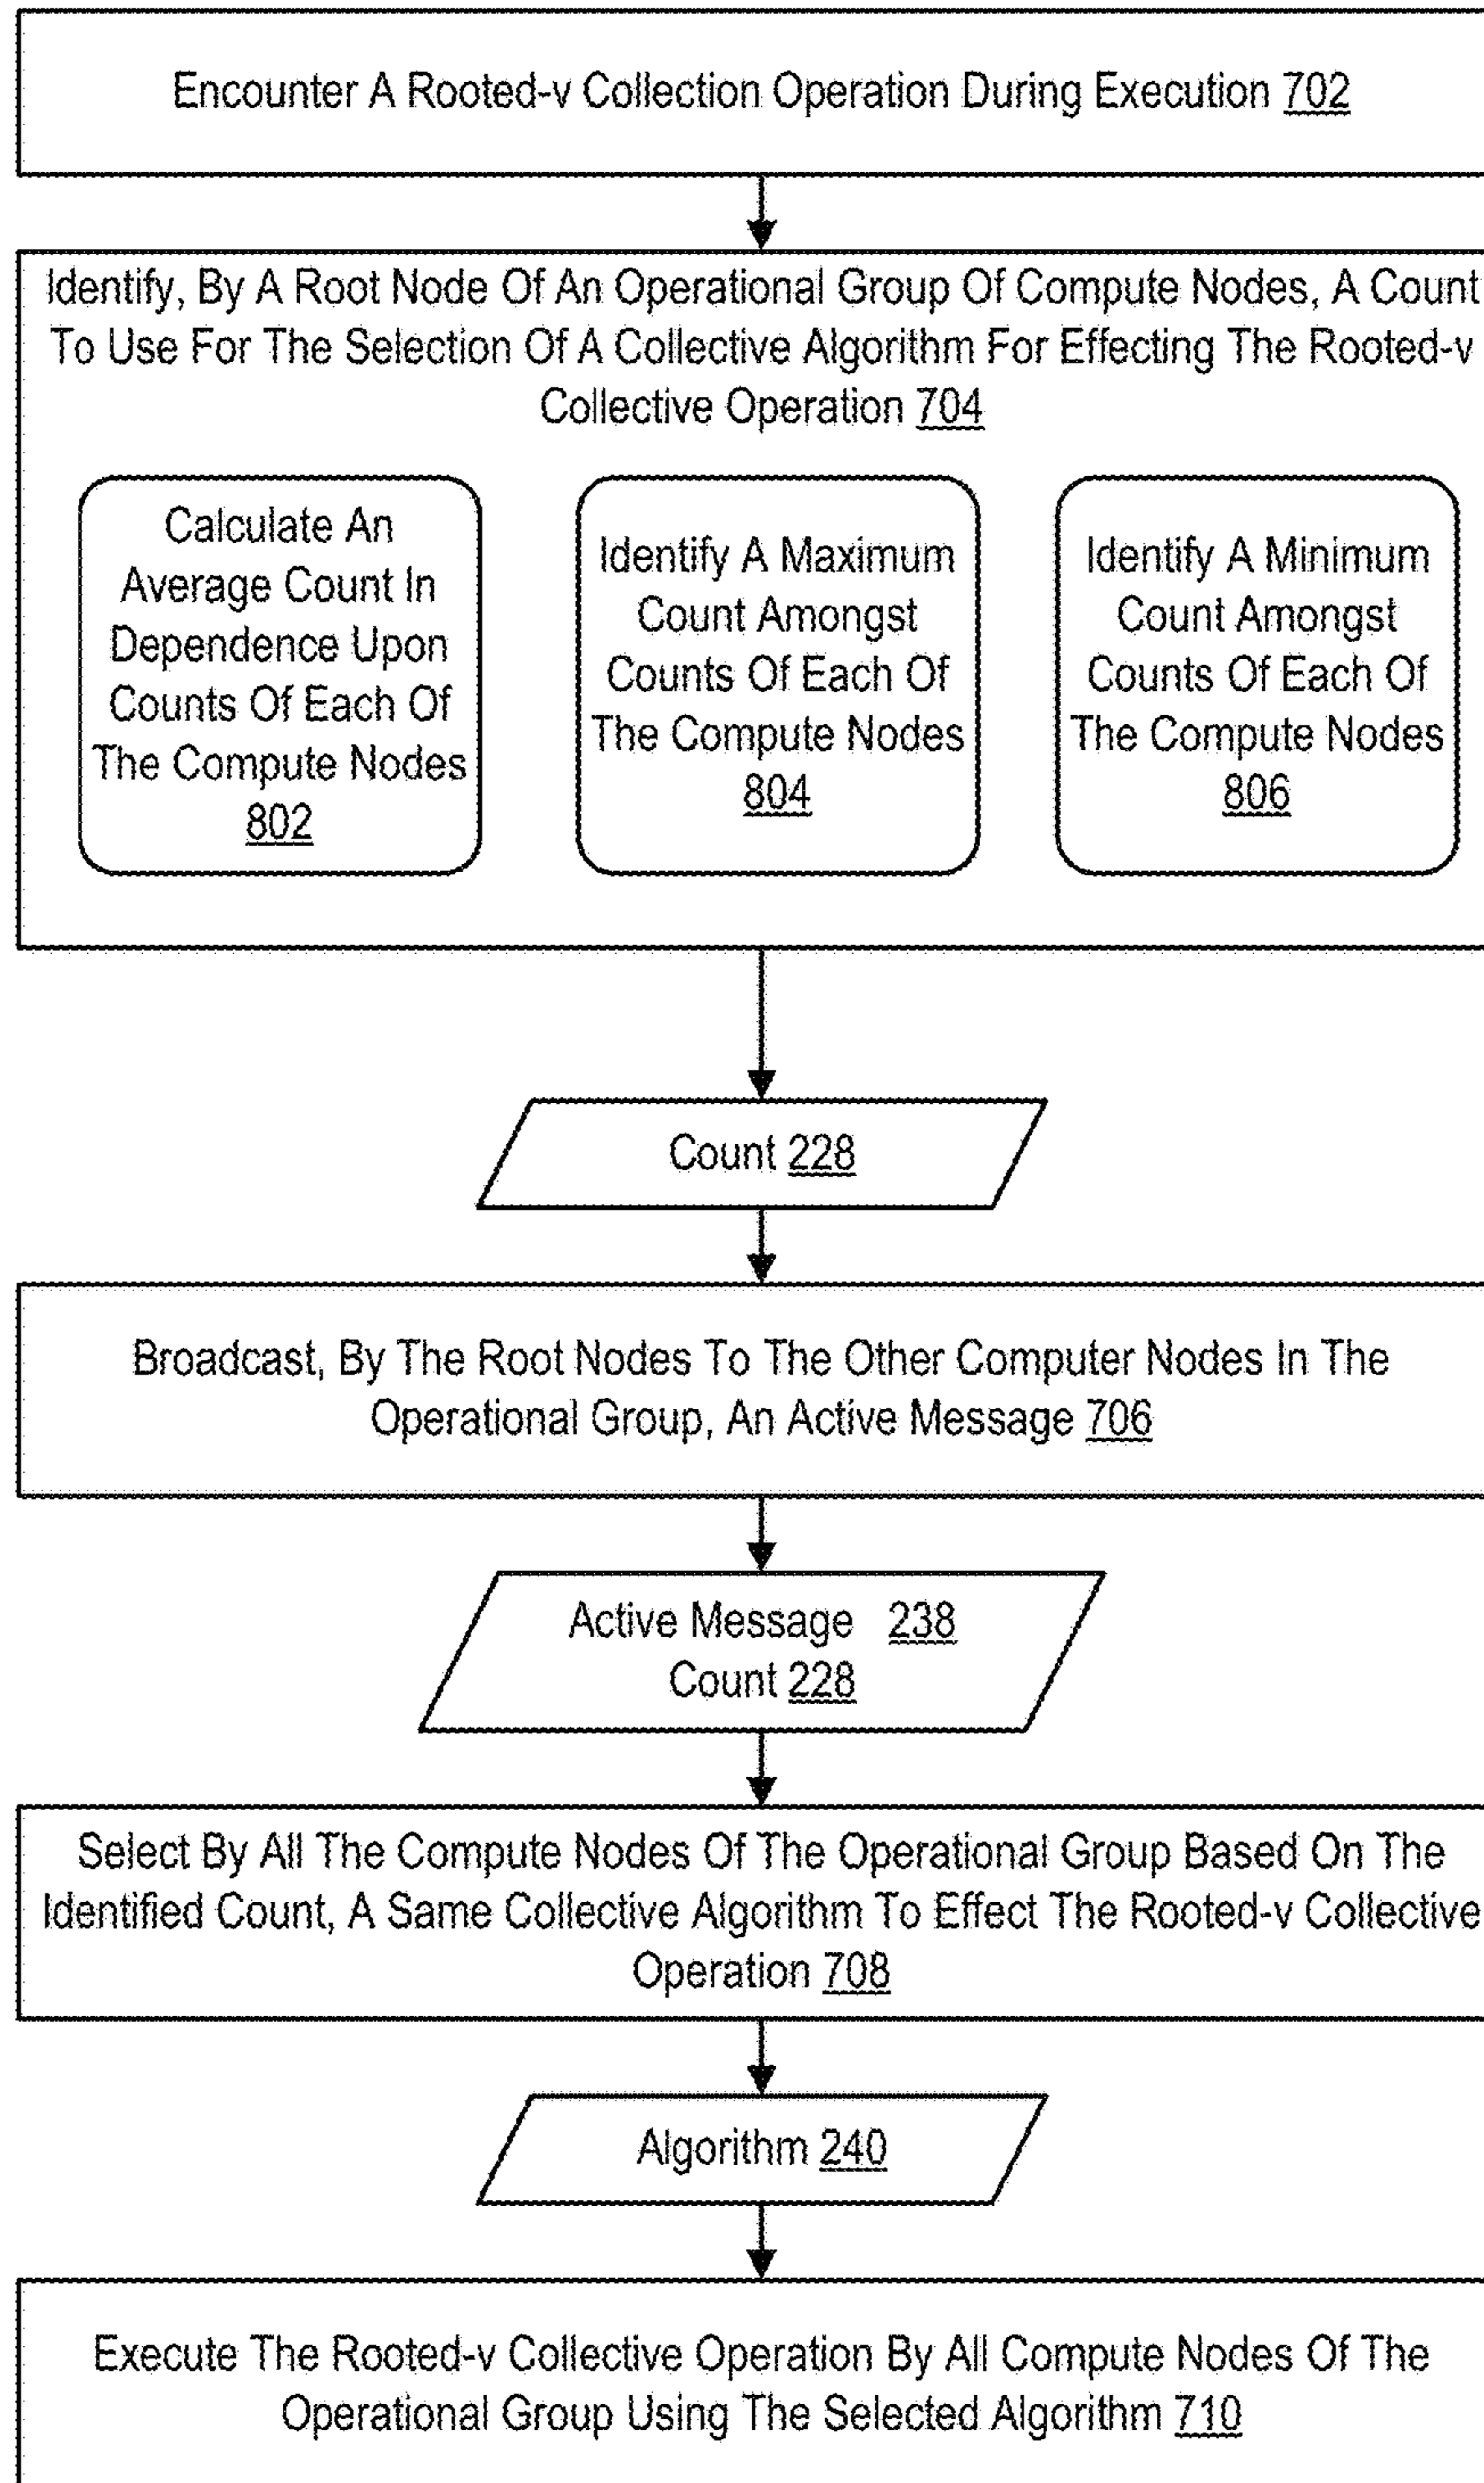 Encounter A Rooted-v Collection Operation During Execution 702
Identify, By A Root Node Of An Operational Group Of Compute Nodes, A Count
To Use For The Selection Of A Collective Algorithm For Effecting The Rooted-v
Collective Operation 704
Calculate An
Average Count In
Dependence Upon
Counts Of Each Of
The Compute Nodes
802
Identify A Maximum
Count Amongst
Counts Of Each Of
The Compute Nodes
804
Identify A Minimum
Count Amongst
Counts Of Each Of
The Compute Nodes
806
Count 228
Broadcast, By The Root Nodes To The Other Computer Nodes In The
Operational Group, An Active Message 706
Active Message 238
Count 228
Select By All The Compute Nodes Of The Operational Group Based On The
Identified Count, A Same Collective Algorithm To Effect The Rooted-v Collective
Operation 708
Algorithm 240
Execute The Rooted-v Collective Operation By All Compute Nodes Of The
Operational Group Using The Selected Algorithm 710